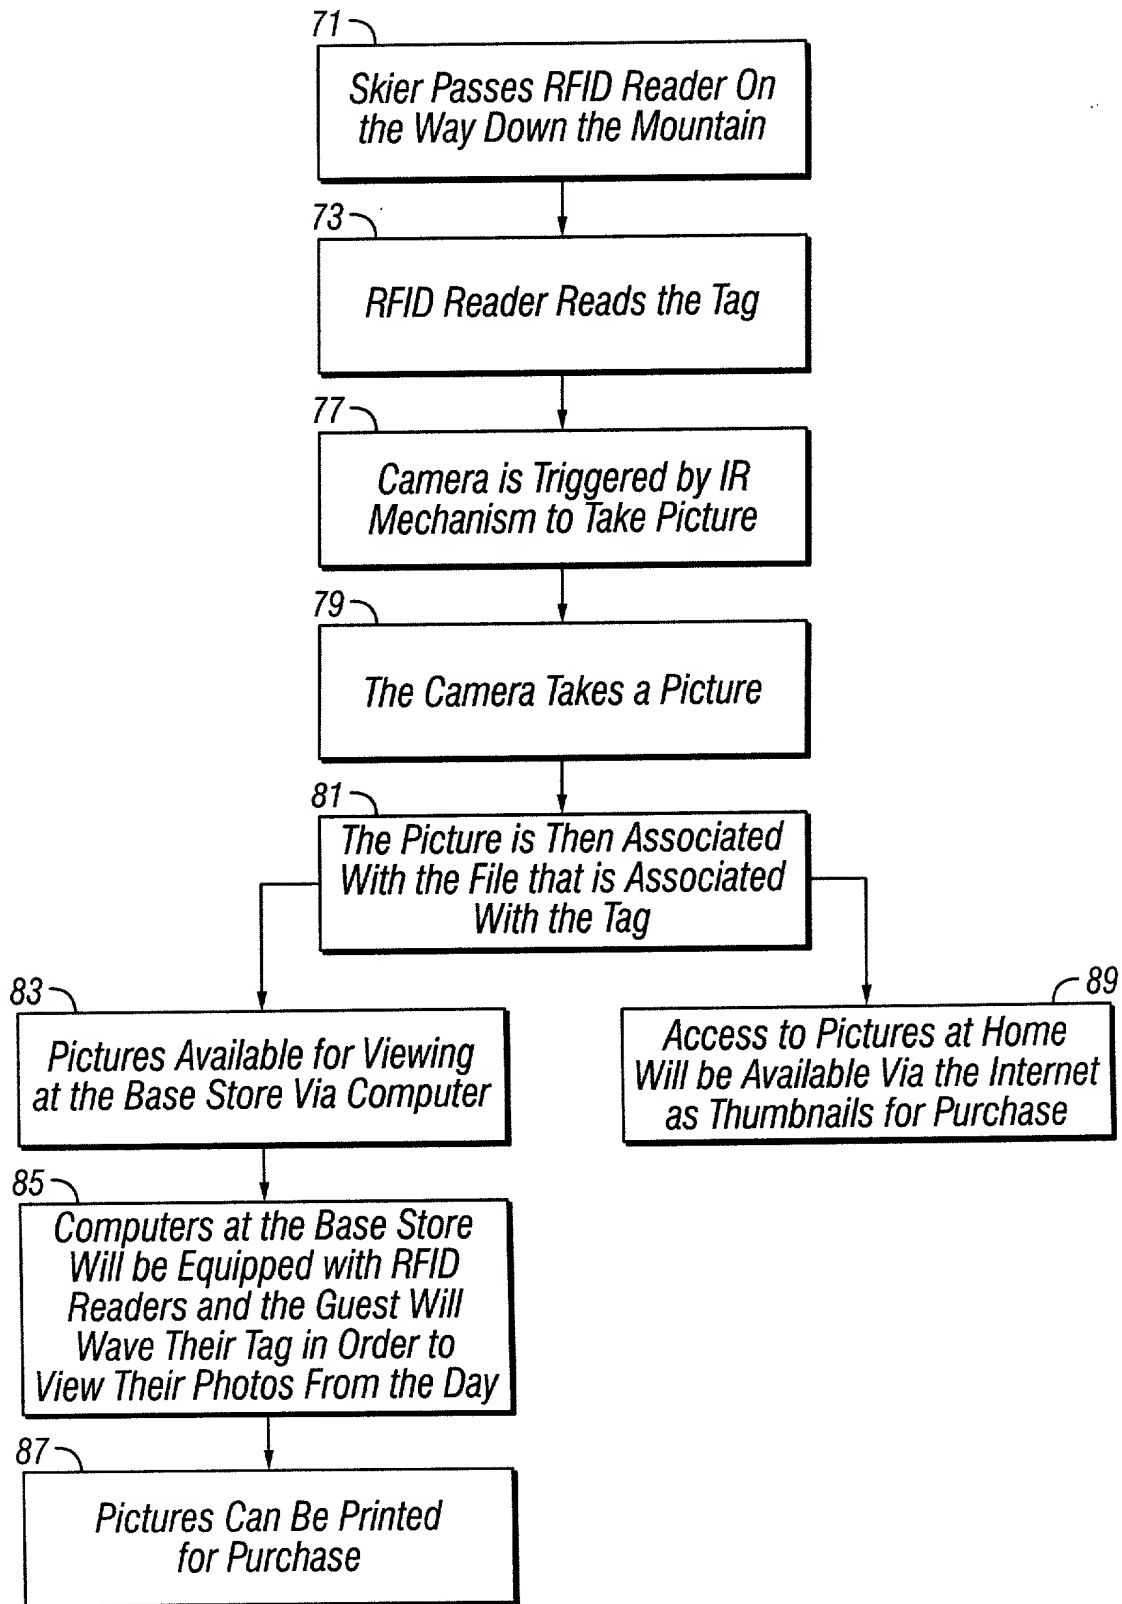 71
Skier Passes RFID Reader On
the Way Down the Mountain
73
RFID Reader Reads the Tag
77
Camera is Triggered by IR
Mechanism to Take Picture
79
The Camera Takes a Picture
81
The Picture is Then Associated
With the File that is Associated
With the Tag
83
Pictures Available for Viewing
at the Base Store Via Computer
89
Access to Pictures at Home
Will be Available Via the Internet
as Thumbnails for Purchase
85
Computers at the Base Store
Will be Equipped with RFID
Readers and the Guest Will
Wave Their Tag in Order to
View Their Photos From the Day
87
Pictures Can Be Printed
for Purchase